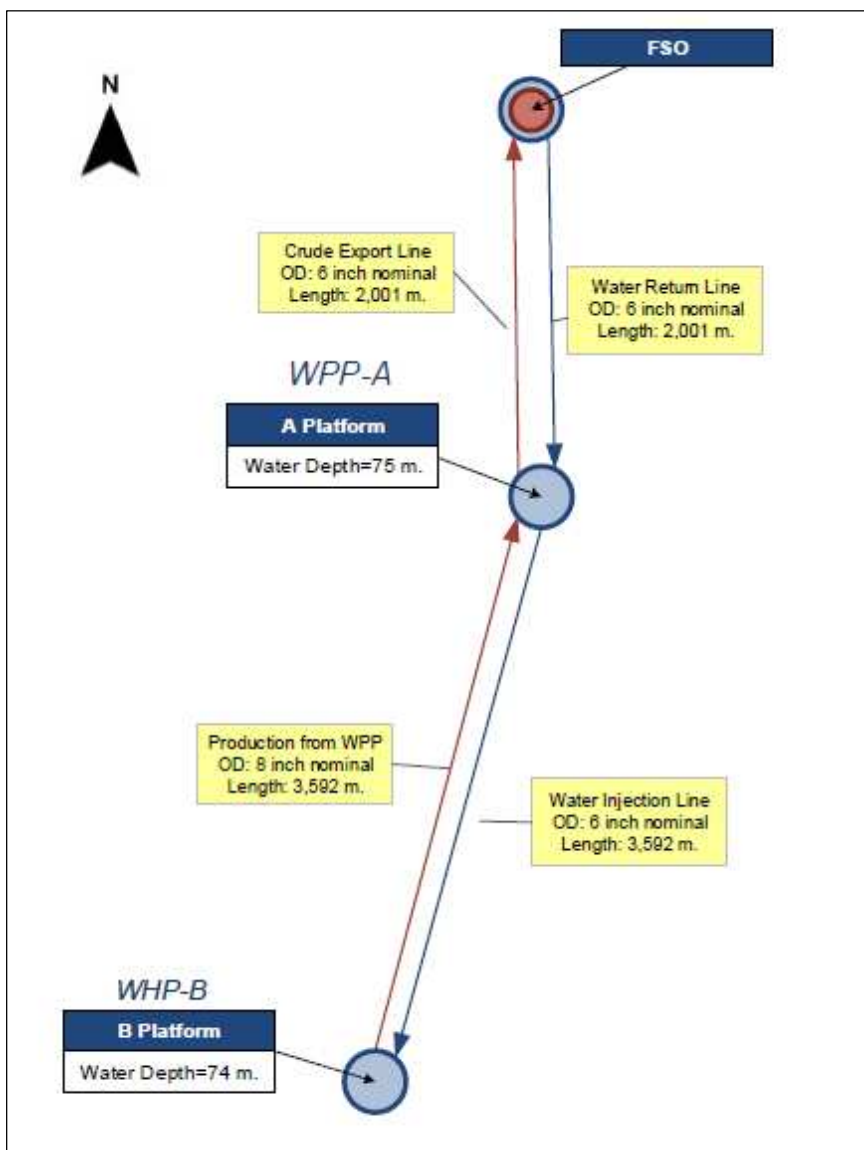 FSO
N
Crude Export Line
OD: 6 inch nominal
Length: 2,001 m.
Water Return Line
OD: 6 inch nominal
Length: 2,001 m.
WPP-A
A Platform
Water Depth=75 m.
Production from WPP
OD: 8 inch nominal
Length: 3,592 m.
Water Injection Line
OD: 6 inch nominal
Length: 3,592 m.
WHP-B
B Platform
Water Depth=74 m.